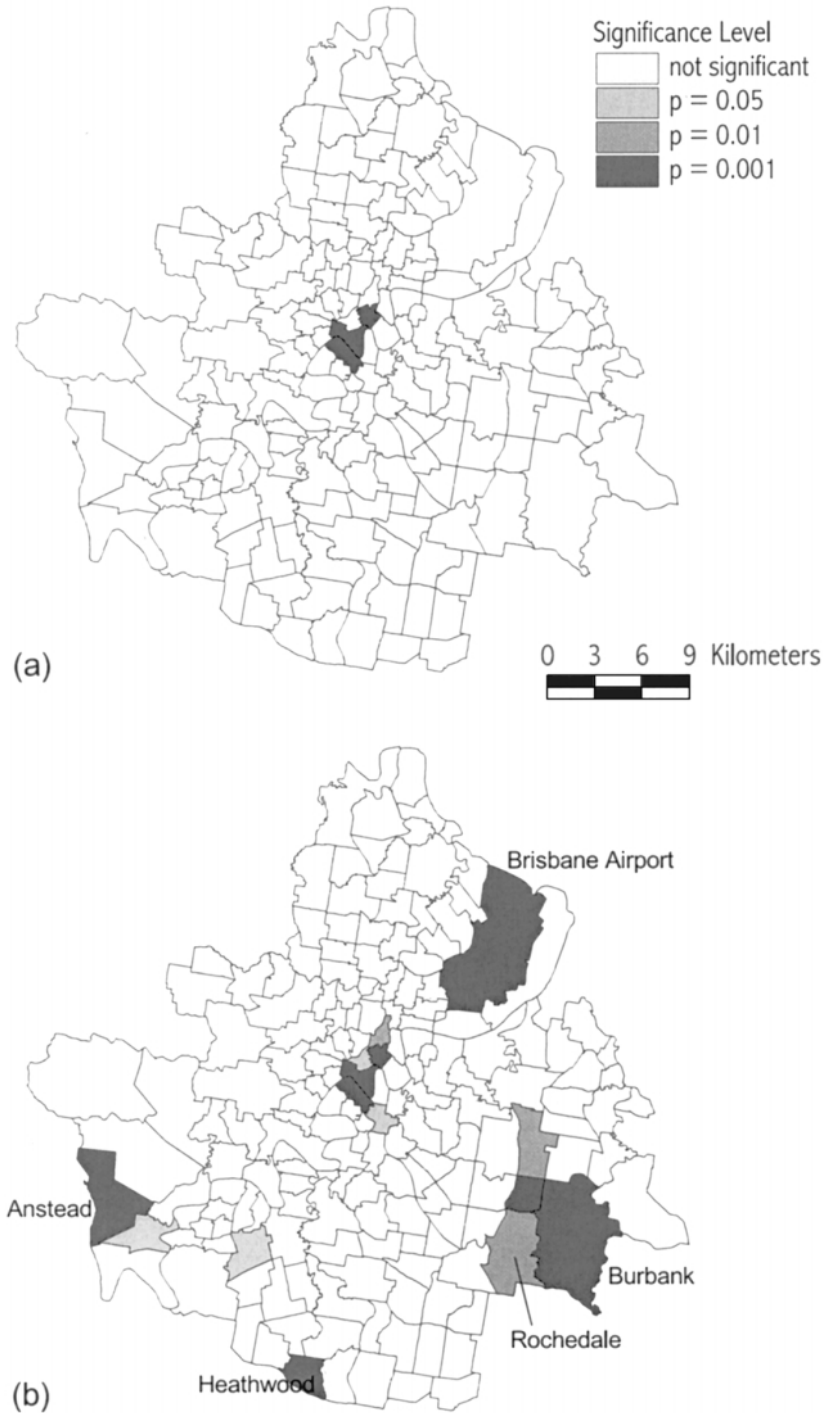 Significance Level
not significant
p = 0.05
p = 0.01
p = 0.001
(a)
0 3 6 9 Kilometers
Brisbane Airport
Anstead
Burbank
Rochedale
Heathwood
(b)